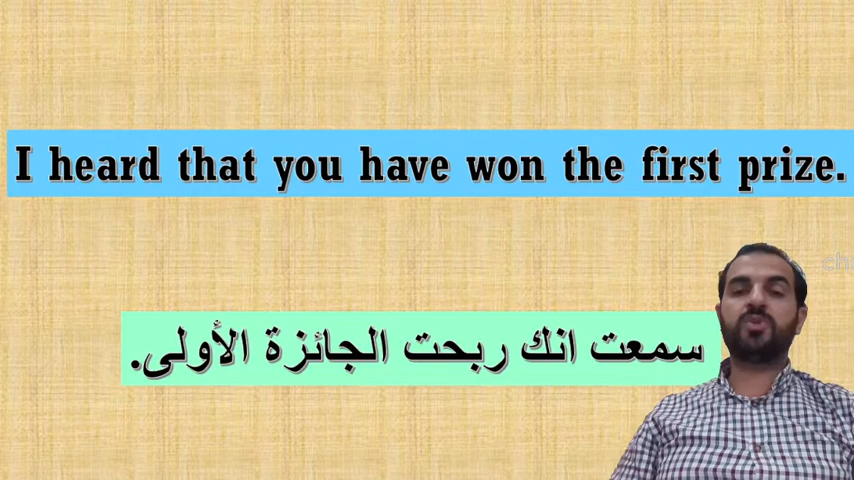 I heard that you have won the first prize.
سمعت انك ربحت الجائزة الأولى.